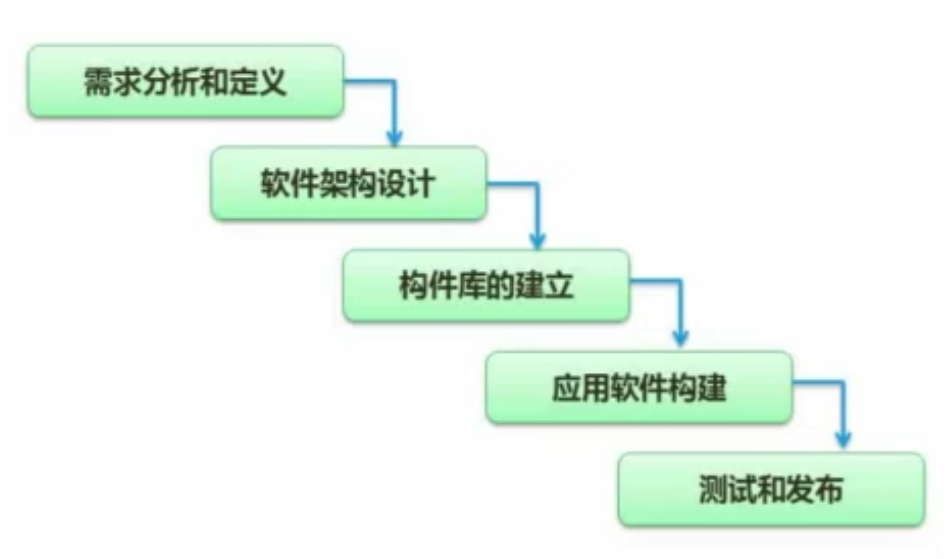 需求分析和定义
软件架构设计
构件库的建立
应用软件构建
测试和发布